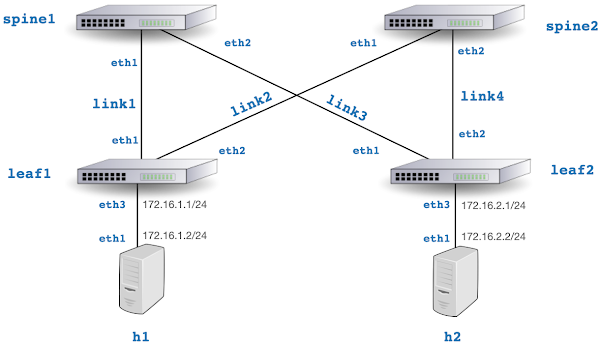 spine1
spine2
eth2
eth1
eth1
eth2
link1
link2
link3
link4
eth1
eth2
eth1
eth2
leaf1
leaf2
eth3
172.16.1.1/24
eth3
172.16.2.1/24
eth1
172.16.1.2/24
eth1
172.16.2.2/24
h1
h2